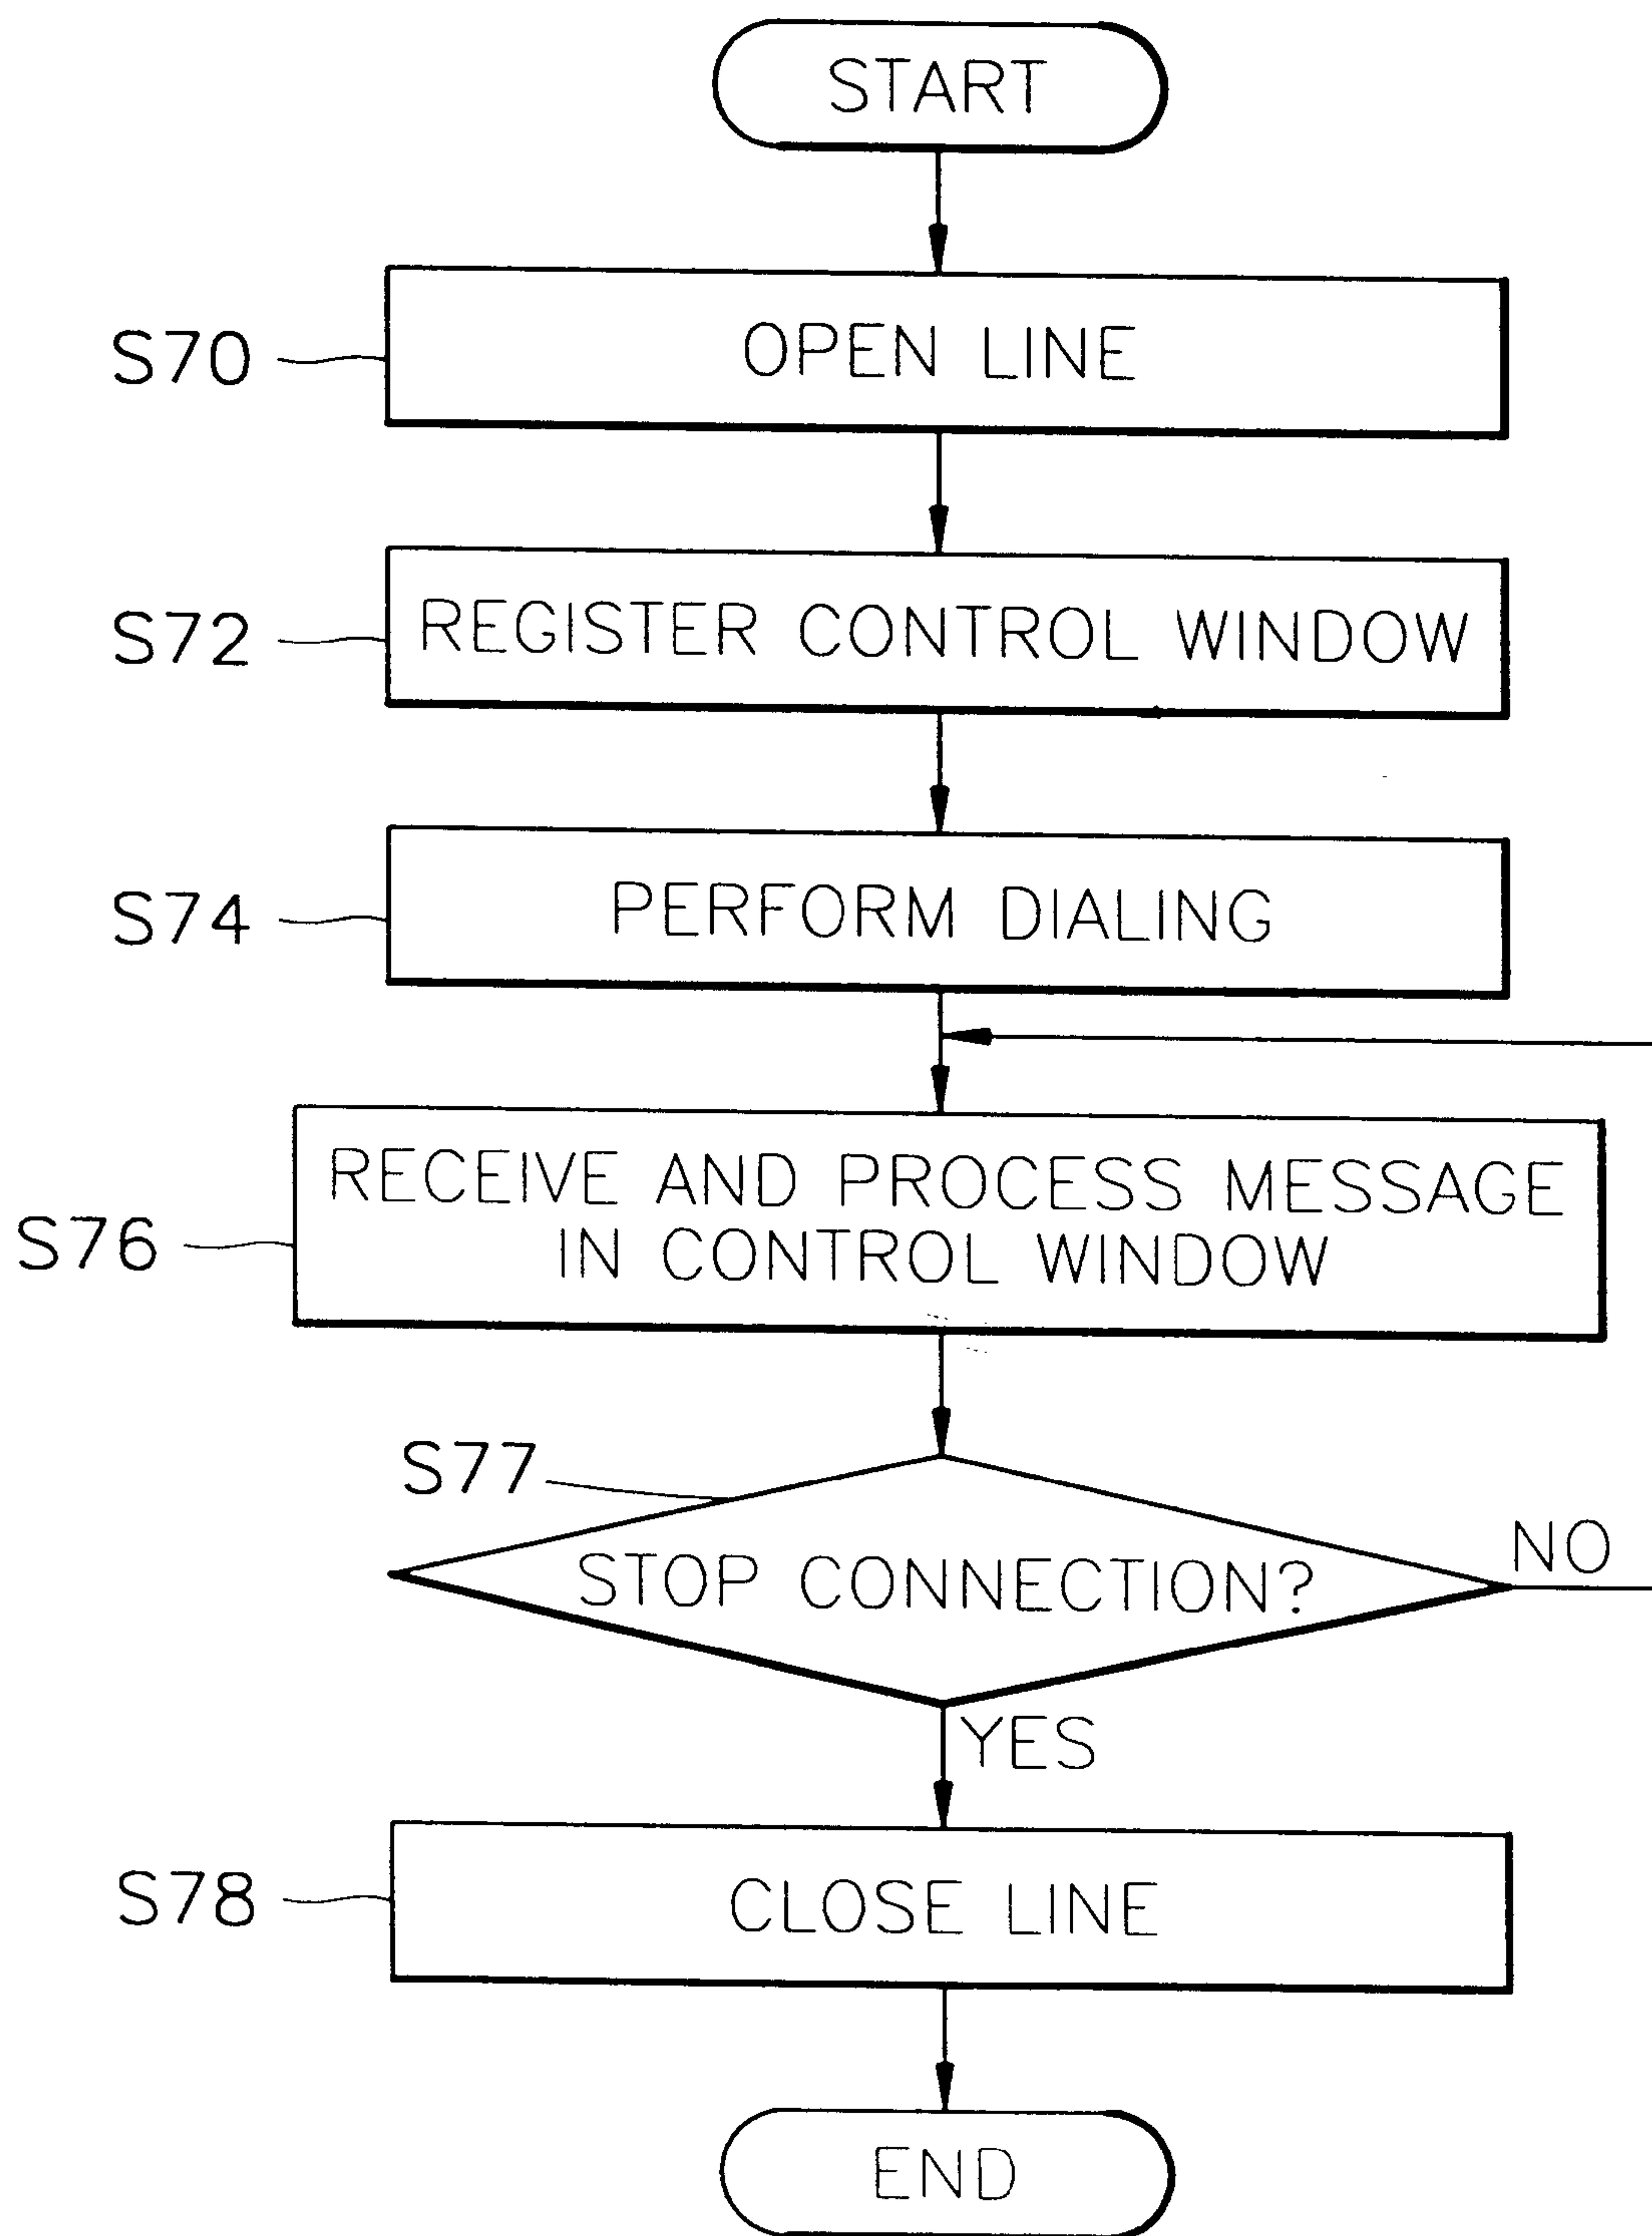 START
S70
OPEN LINE
S72
REGISTER CONTROL WINDOW
S74
PERFORM DIALING
S76
RECEIVE AND PROCESS MESSAGE
IN CONTROL WINDOW
S77
STOP CONNECTION?
NO
YES
S78
CLOSE LINE
END